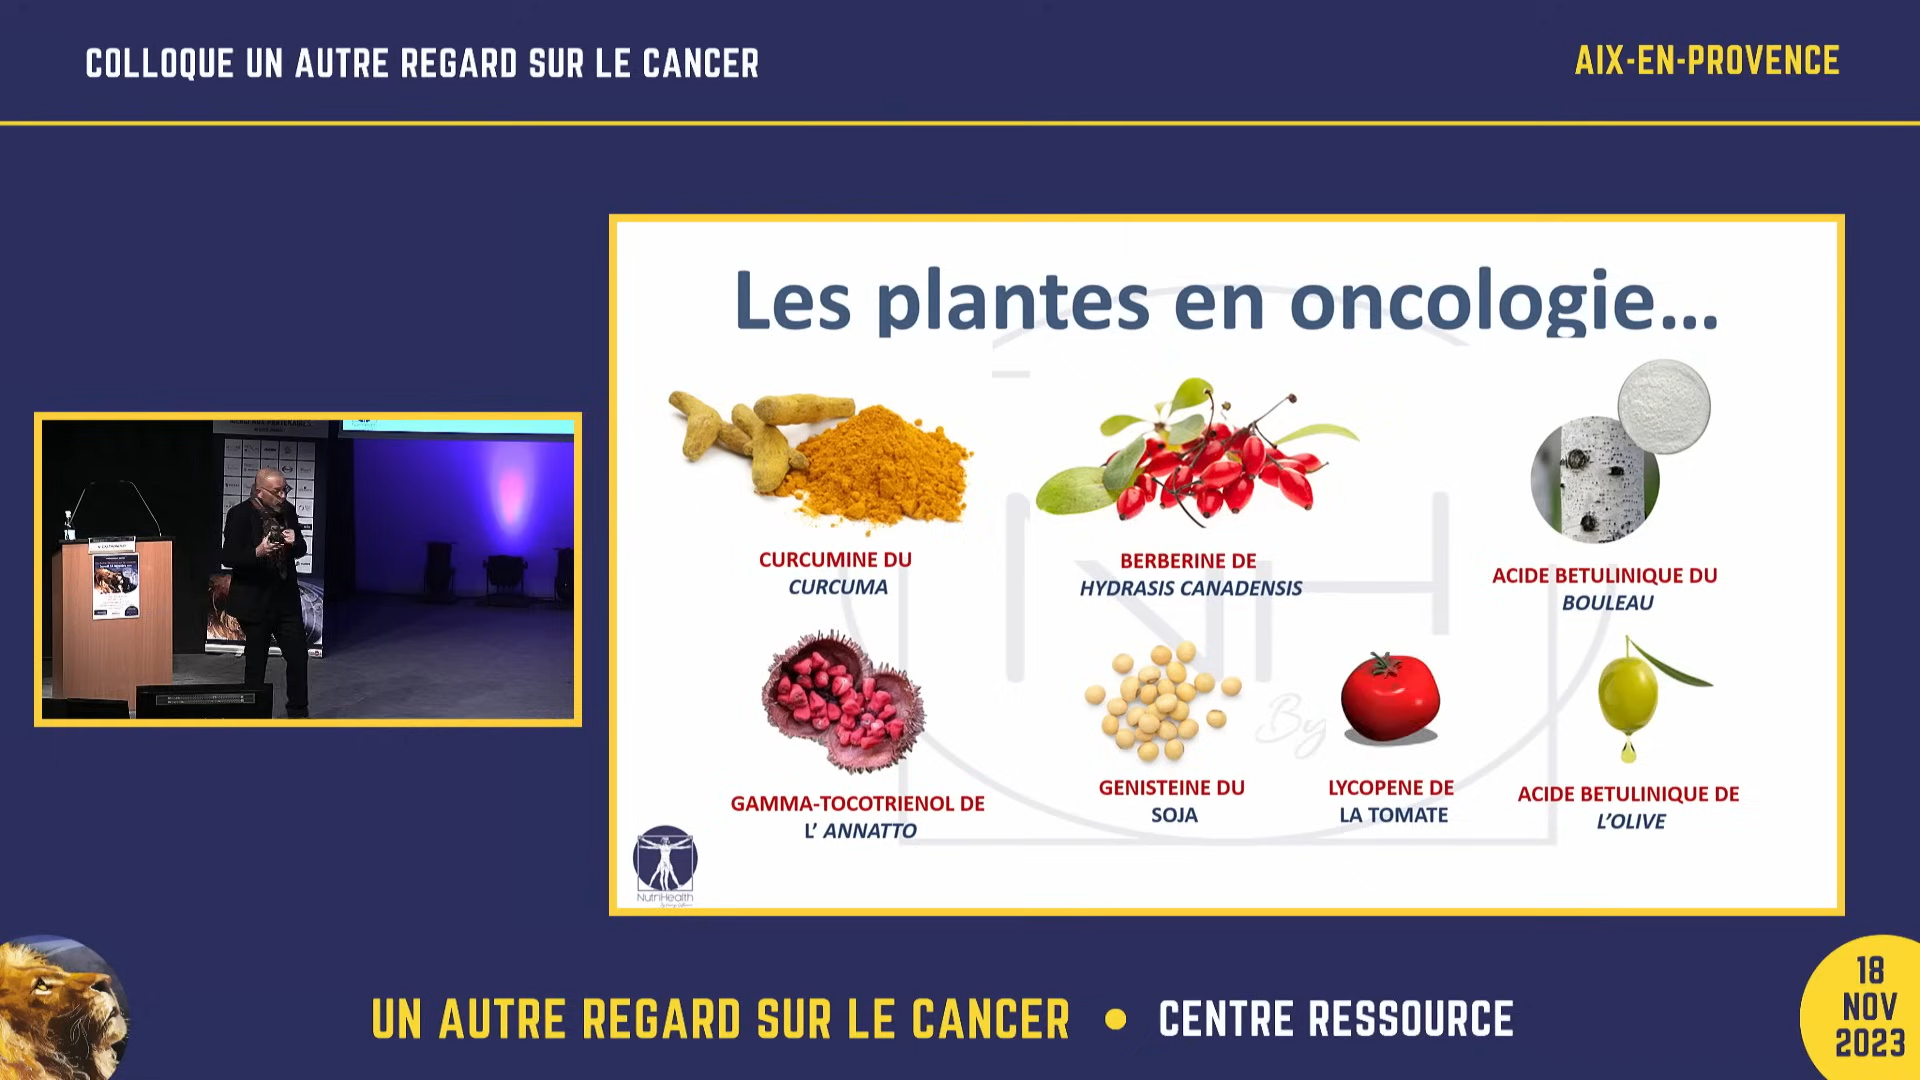 COLLOQUE UN AUTRE REGARD SUR LE CANCER
AIX-EN-PROVENCE
Les plantes en oncologie...
CURCUMINE DU
CURCUMA
BERBERINE DE
HYDRASIS CANADENSIS
ACIDE BETULINIQUE DU
BOULEAU
GAMMA-TOCOTRIENOL DE
L' ANNATTO
GENISTEINE DU
SOJA
LYCOPENE DE
LA TOMATE
ACIDE BETULINIQUE DE
L'OLIVE
By
NutriHealth
UN AUTRE REGARD SUR LE CANCER • CENTRE RESSOURCE
18
NOV
2023